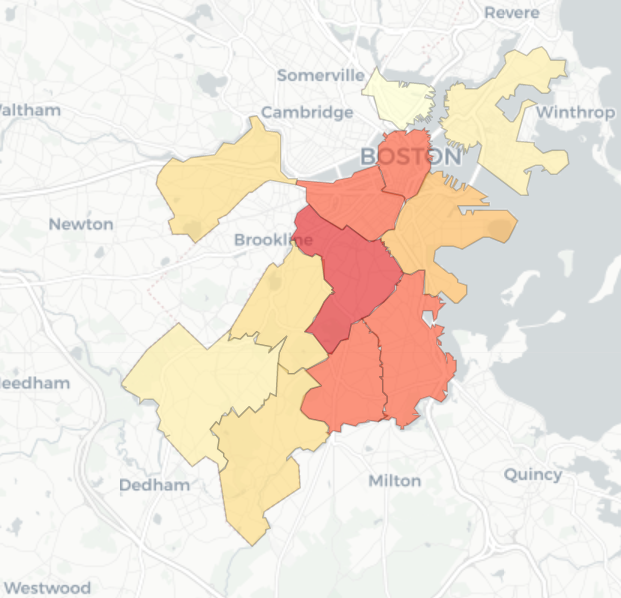 Revere
Somerville
Waltham
Cambridge
Winthrop
BOSTON
Newton
Brookline
Needham
Dedham
Milton
Quincy
Westwood